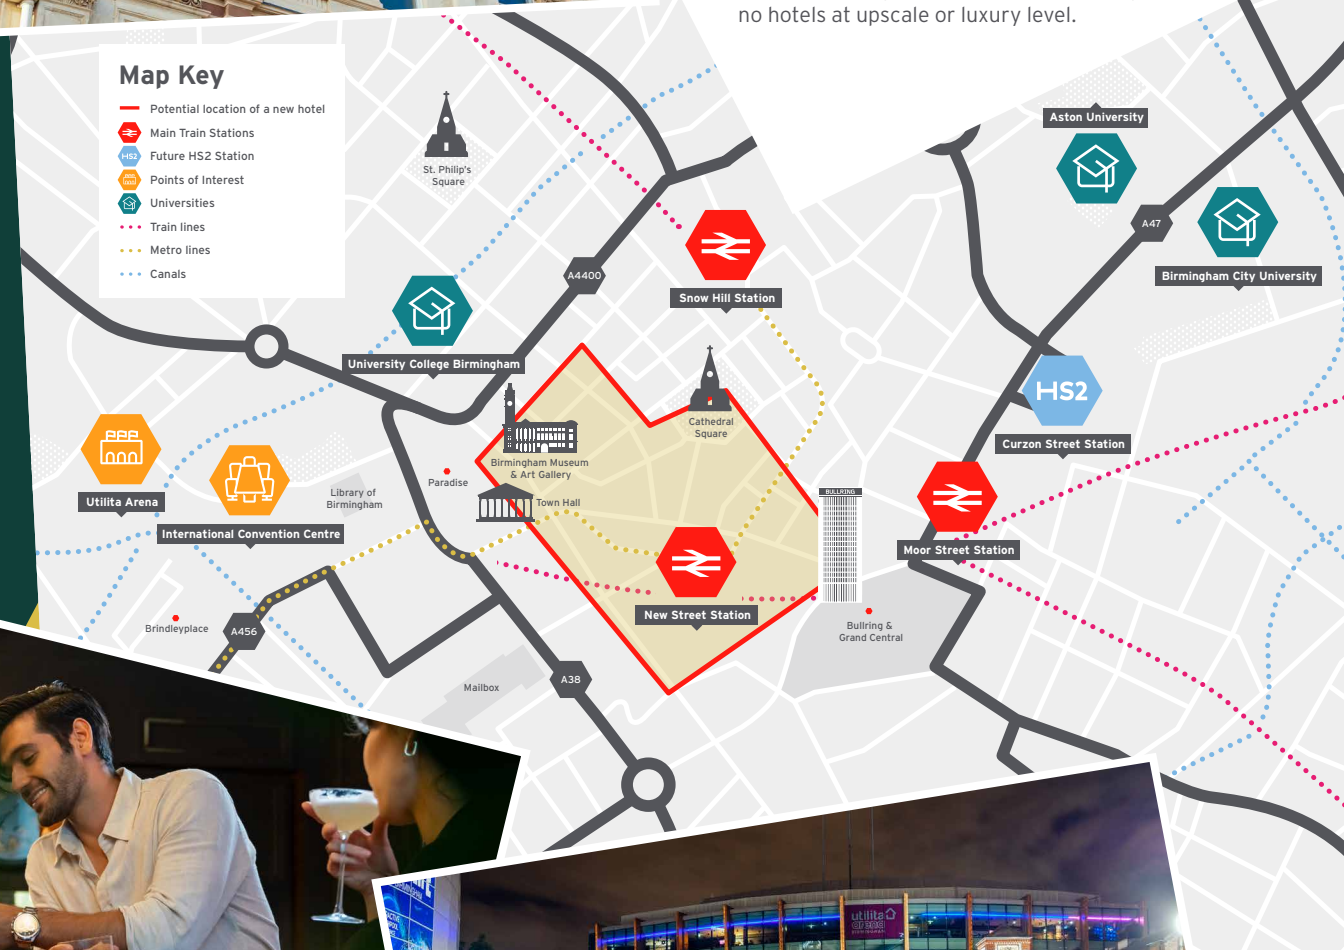 no hotels at upscale or luxury level.
Map Key
Potential location of a new hotel
Main Train Stations
HS2
Future HS2 Station
Points of Interest
Universities
Train lines
Metro lines
Canals
St. Philip's
Square
Aston University
A47
Birmingham City University
A4400
Snow Hill Station
University College Birmingham
HS2
Curzon Street Station
Cathedral
Square
Birmingham Museum
& Art Gallery
Utilita Arena
International Convention Centre
Library of
Birmingham
Paradise
Town Hall
BULLRING
Moor Street Station
New Street Station
Bullring &
Grand Central
Brindleyplace
A456
Mailbox
A38
utilita
arena
BIRMINGHAM